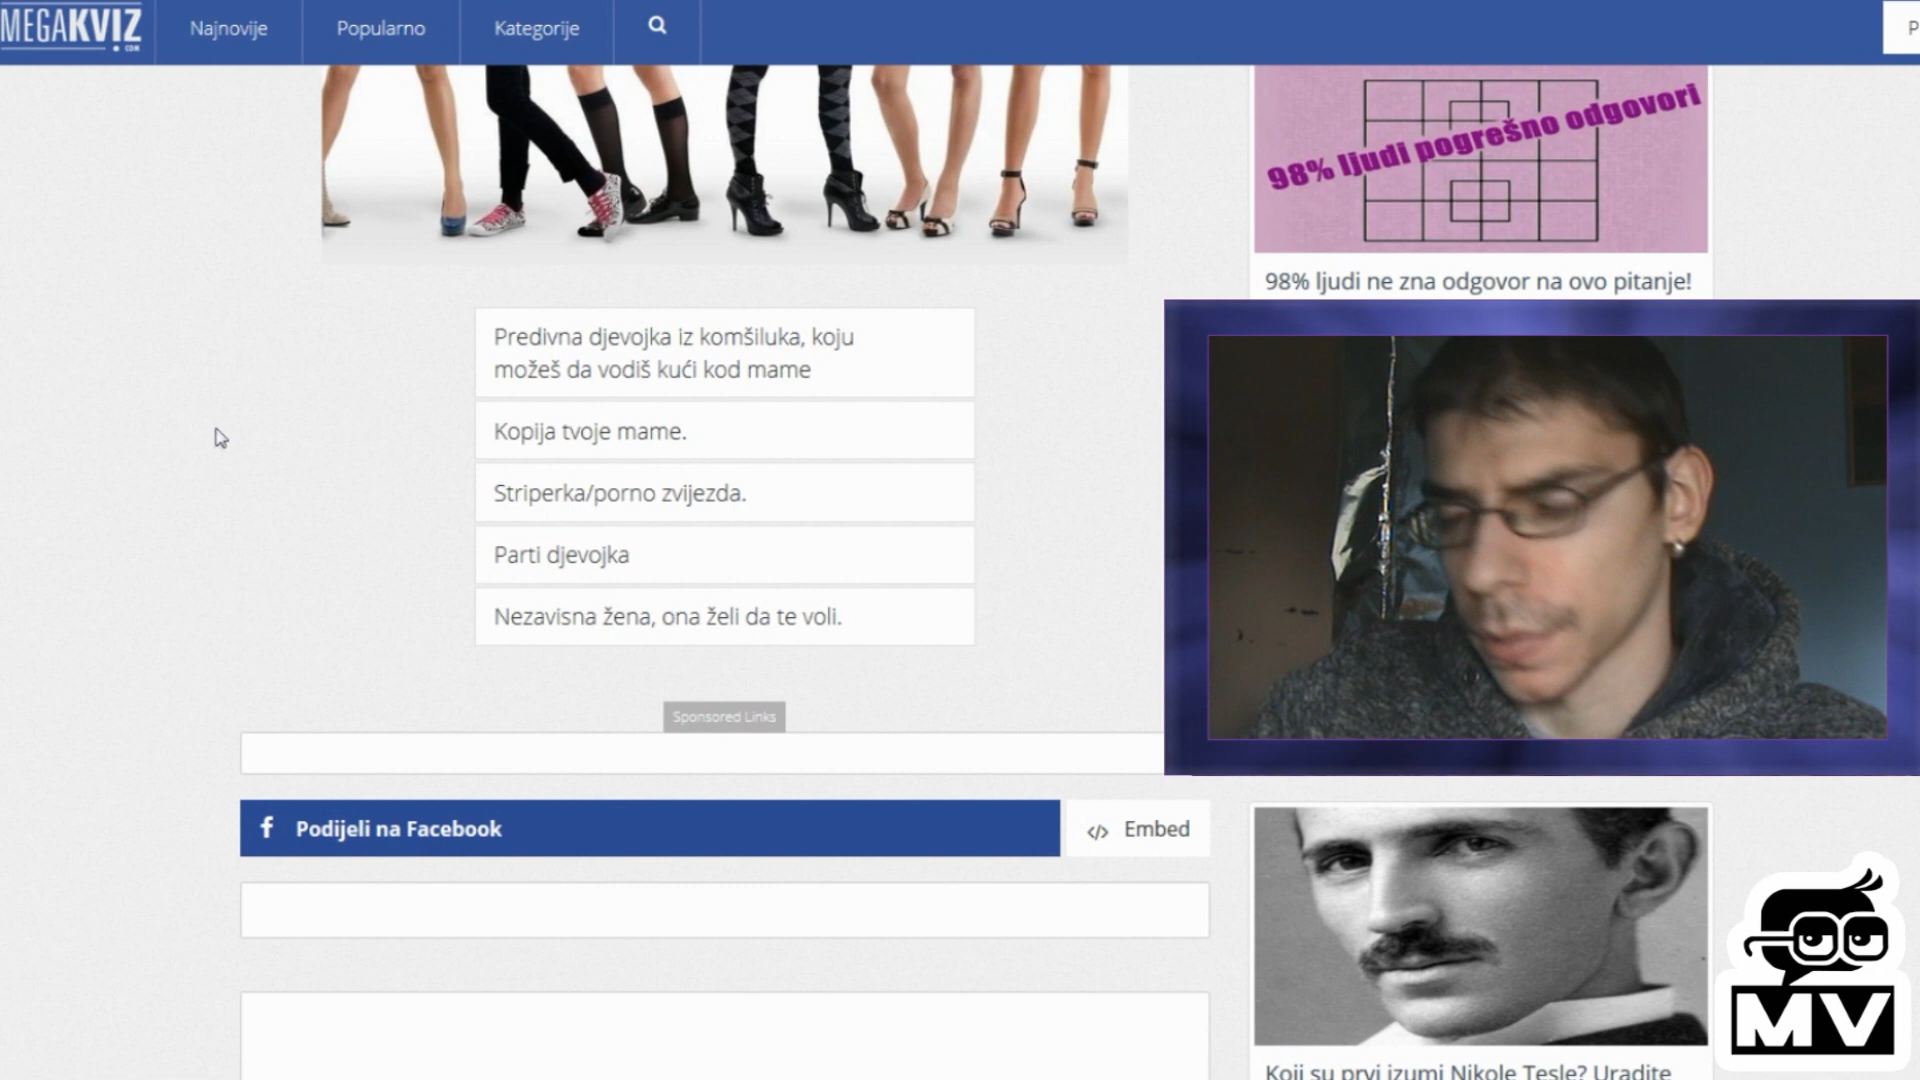 MEGAKVIZ
.COM
Najnovije
Popularno
Kategorije
P
98% ljudi pogrešno odgovori
98% ljudi ne zna odgovor na ovo pitanje!
Predivna djevojka iz komšiluka, koju
možeš da vodiš kući kod mame
Kopija tvoje mame.
Striperka/porno zvijezda.
Parti djevojka
Nezavisna žena, ona želi da te voli.
Sponsored Links
f Podijeli na Facebook
</> Embed
Koji su prvi izumi Nikole Tesle? Uradite
MV